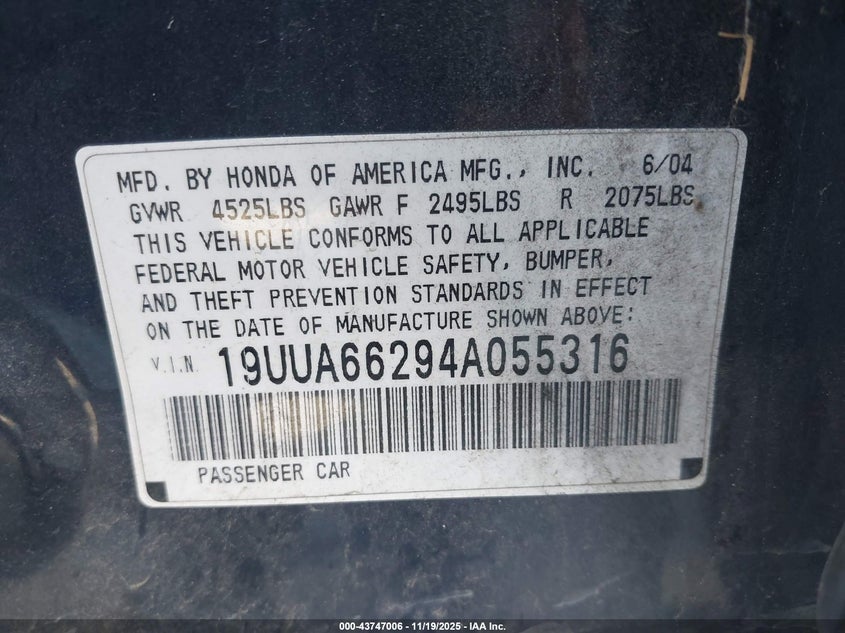 MFD. BY HONDA OF AMERICA MFG., INC. 6/04
GVWR 4525LBS GAWR F 2495LBS R 2075LBS
THIS VEHICLE CONFORMS TO ALL APPLICABLE
FEDERAL MOTOR VEHICLE SAFETY, BUMPER,
AND THEFT PREVENTION STANDARDS IN EFFECT
ON THE DATE OF MANUFACTURE SHOWN ABOVE:
V.I.N. 19UUA66294A055316
PASSENGER CAR
000-43747006 - 11/19/2025 - IAA Inc.